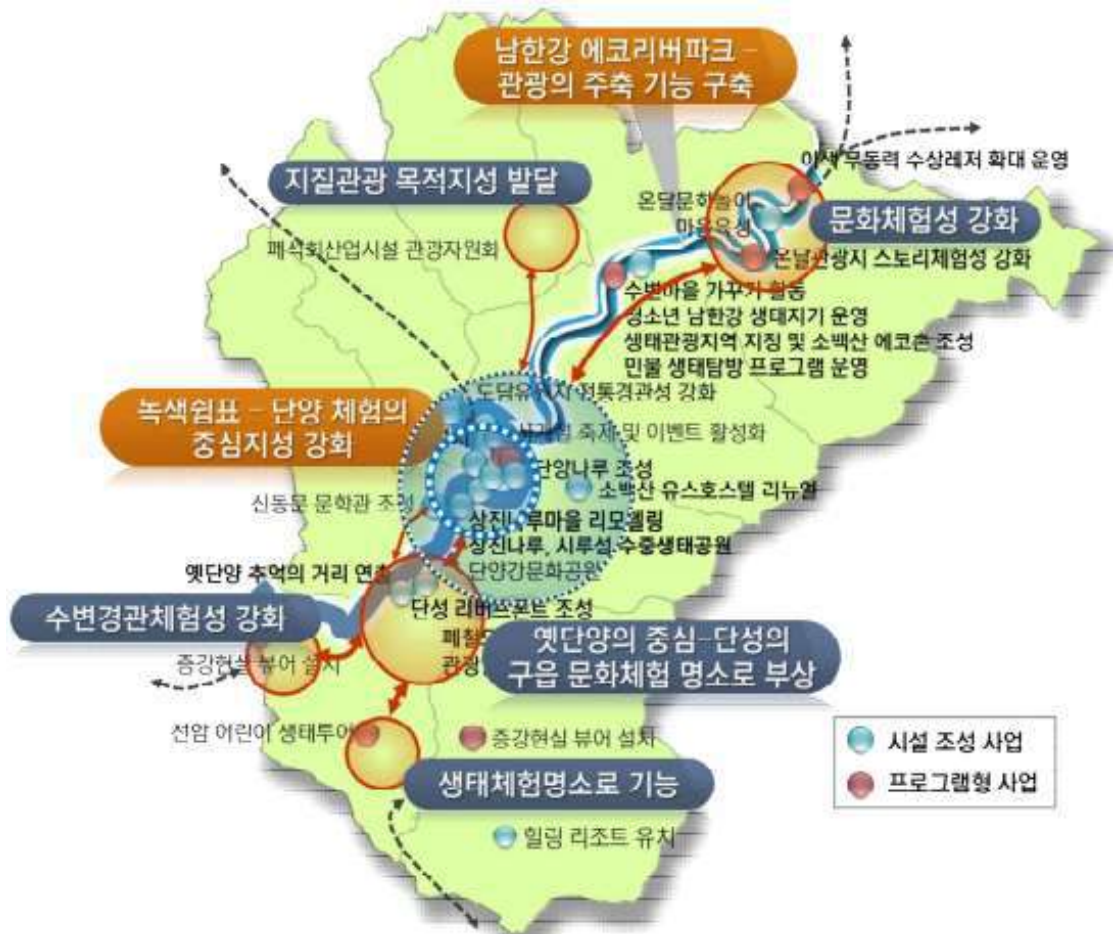 남한강 에코리버파크 –
관광의 주축 기능 구축
이색 무동력 수상레저 확대 운영
지질관광 목적지성 발달
온달문화놀이
마을육성
문화체험성 강화
폐석회산업시설 관광자원화
온달관광지 스토리체험성 강화
수변마을 가꾸기 활동
청소년 남한강 생태지기 운영
생태관광지역 지정 및 소백산 에코촌 조성
민물 생태탐방 프로그램 운영
도담유원지 전통경관성 강화
녹색쉼표 – 단양 체험의
중심지성 강화
사계절 축제 및 이벤트 활성화
단양나루 조성
소백산 유스호스텔 리뉴얼
신동문 문학관 조성
상진나루마을 리모델링
상진나루, 시루섬 수중생태공원
단양강문화공원
옛단양 추억의 거리 연출
단성 리버프론트 조성
수변경관체험성 강화
옛단양의 중심-단성의
구읍 문화체험 명소로 부상
증강현실 뷰어 설치
선암 어린이 생태투어
증강현실 뷰어 설치
시설 조성 사업
프로그램형 사업
생태체험명소로 기능
힐링 리조트 유치